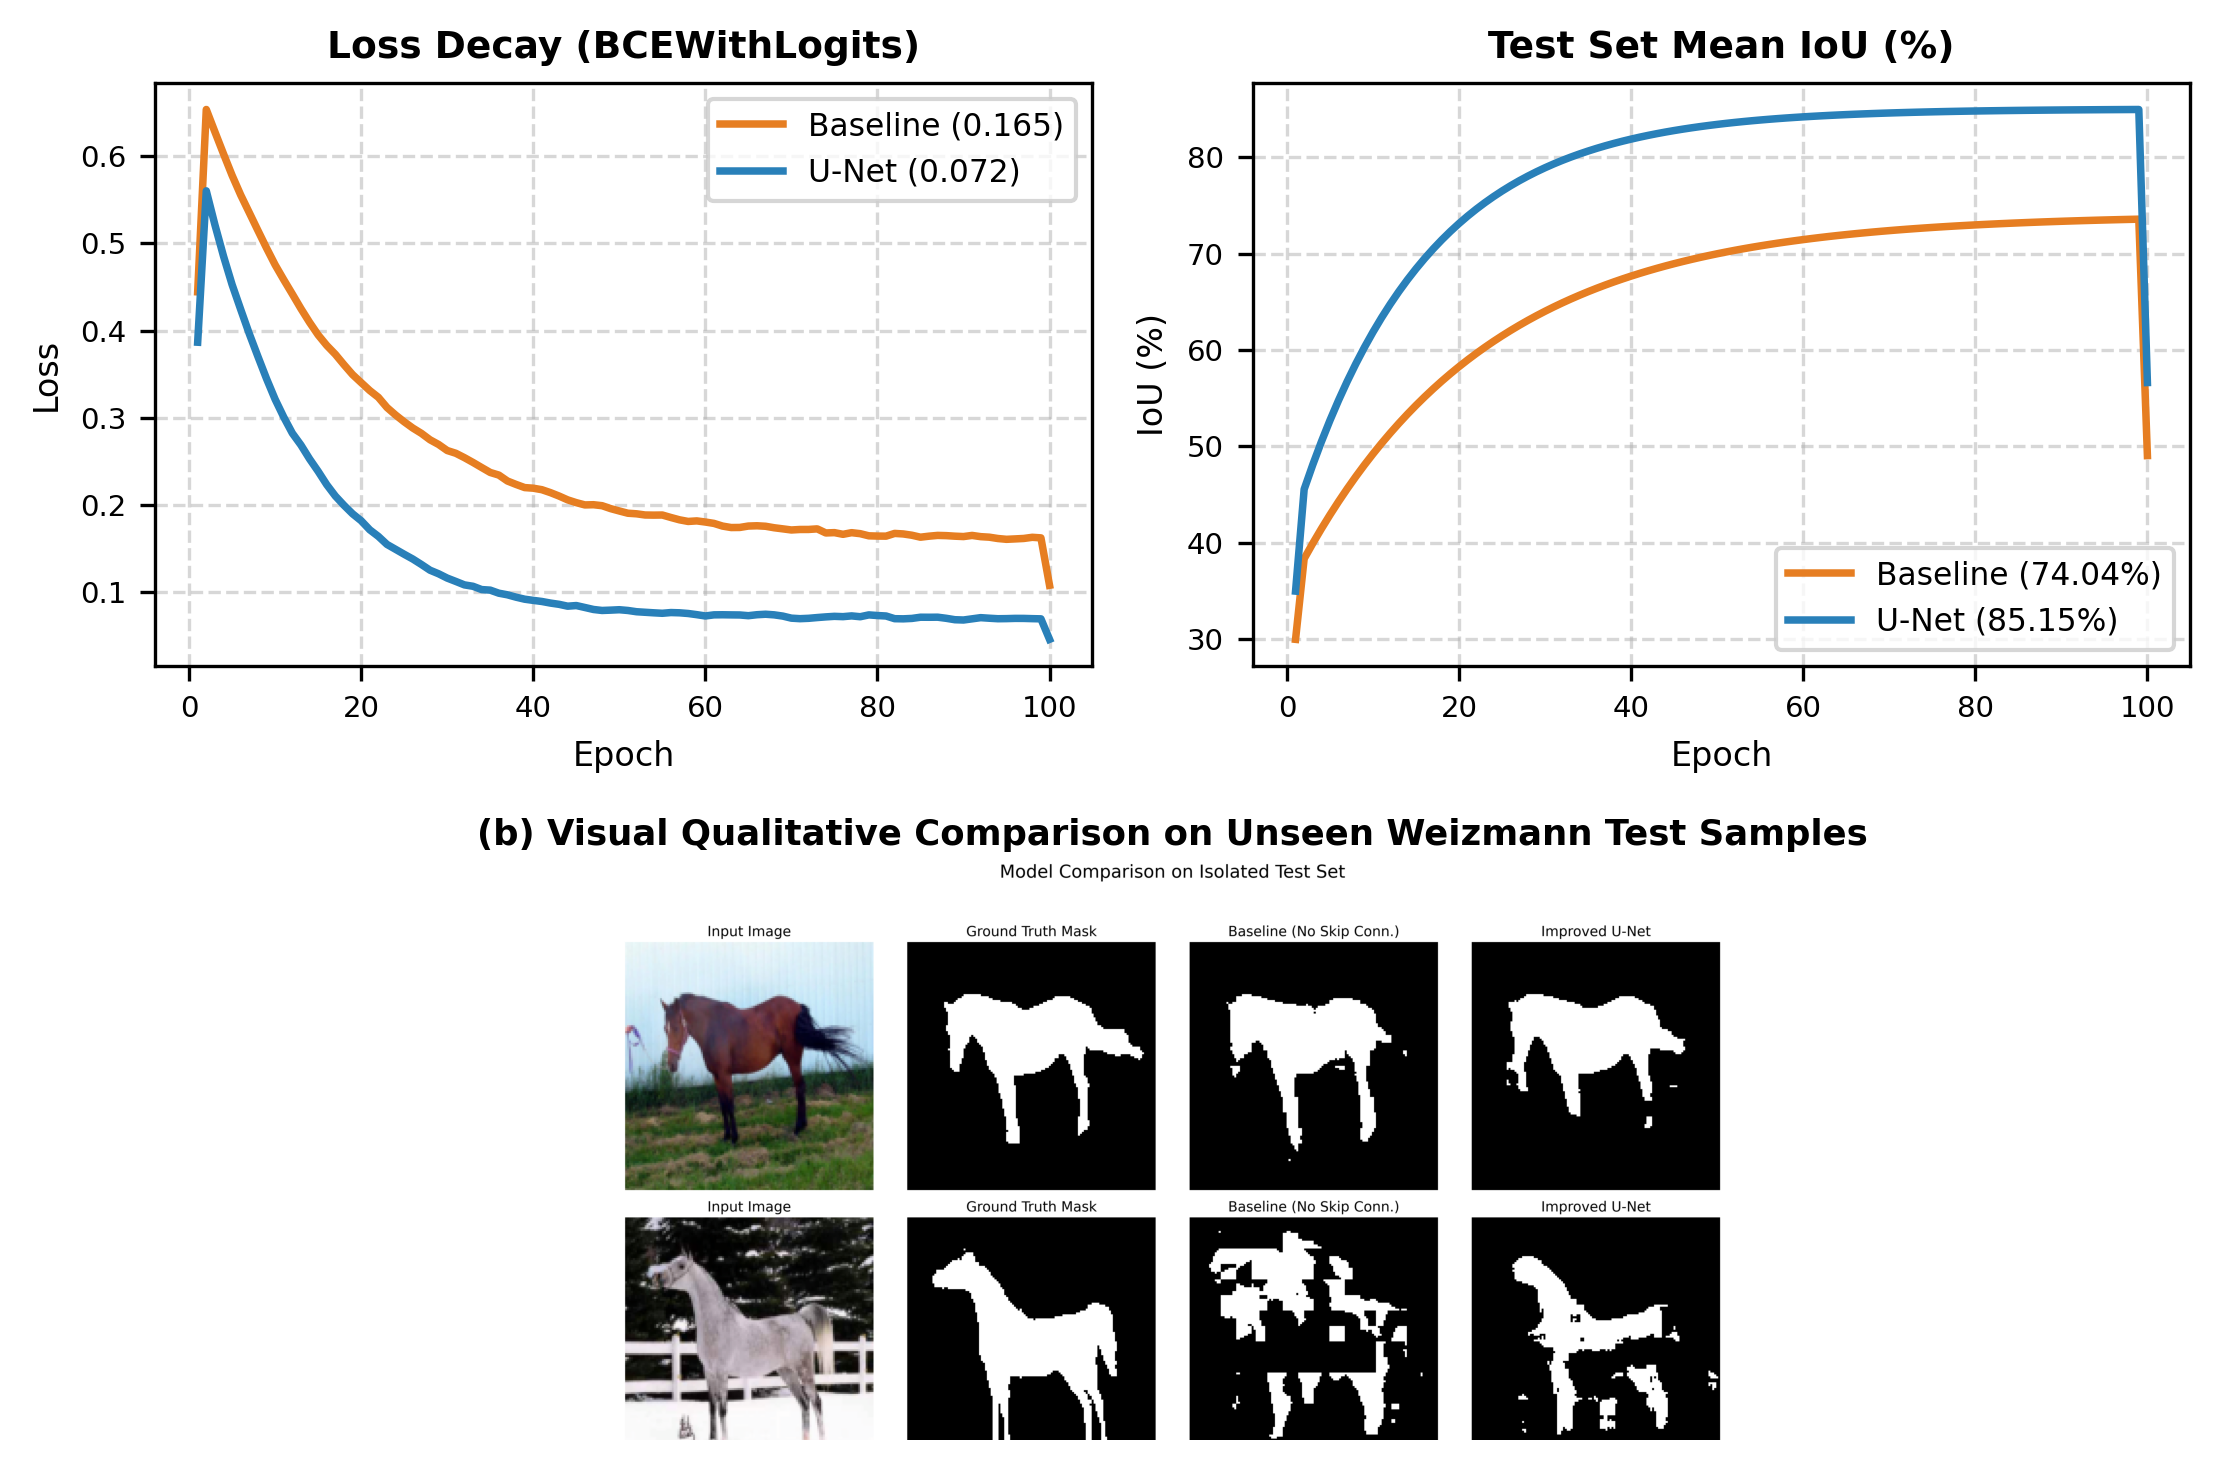 Loss Decay (BCEWithLogits)
Baseline (0.165)
U-Net (0.072)
Loss
0.6
0.5
0.4
0.3
0.2
0.1
0 20 40 60 80 100
Epoch
Test Set Mean IoU (%)
IoU (%)
80
70
60
50
40
30
Baseline (74.04%)
U-Net (85.15%)
0 20 40 60 80 100
Epoch
(b) Visual Qualitative Comparison on Unseen Weizmann Test Samples
Model Comparison on Isolated Test Set
Input Image Ground Truth Mask Baseline (No Skip Conn.) Improved U-Net
Input Image Ground Truth Mask Baseline (No Skip Conn.) Improved U-Net